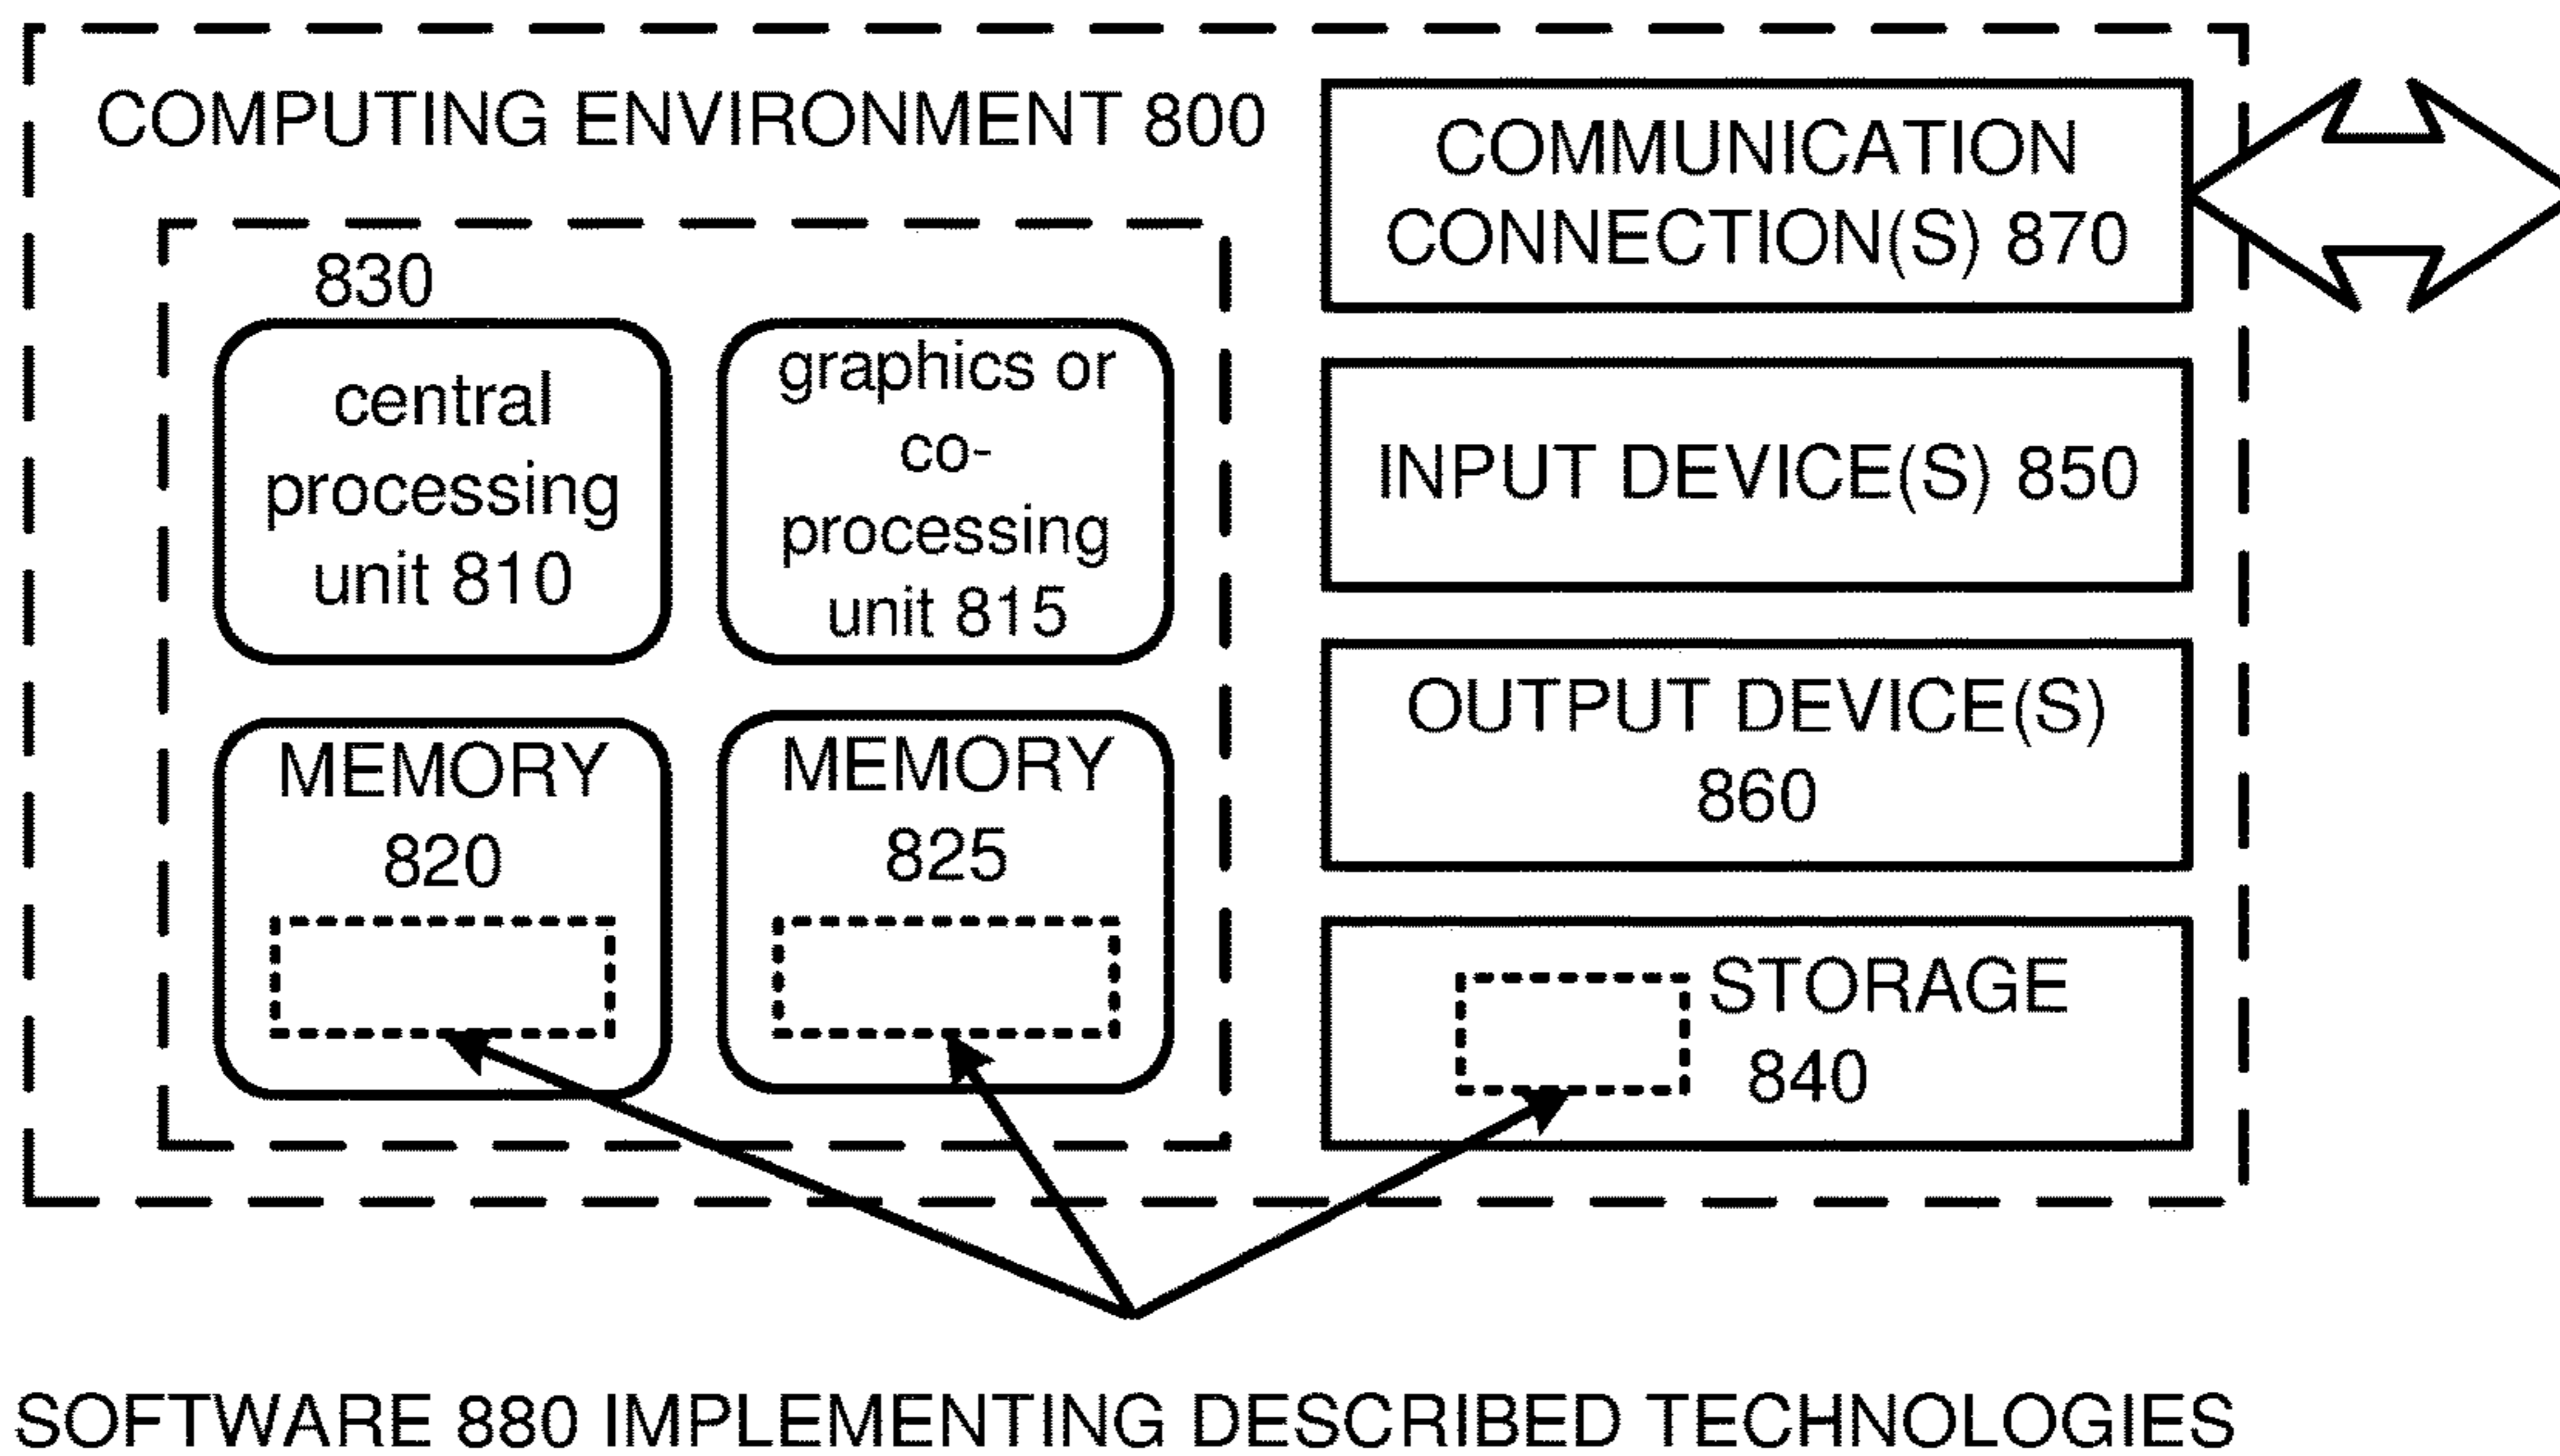 COMPUTING ENVIRONMENT 800
830
central
processing
unit 810
graphics or
co-
processing
unit 815
MEMORY
820
MEMORY
825
COMMUNICATION
CONNECTION(S) 870
INPUT DEVICE(S) 850
OUTPUT DEVICE(S)
860
STORAGE
840
SOFTWARE 880 IMPLEMENTING DESCRIBED TECHNOLOGIES